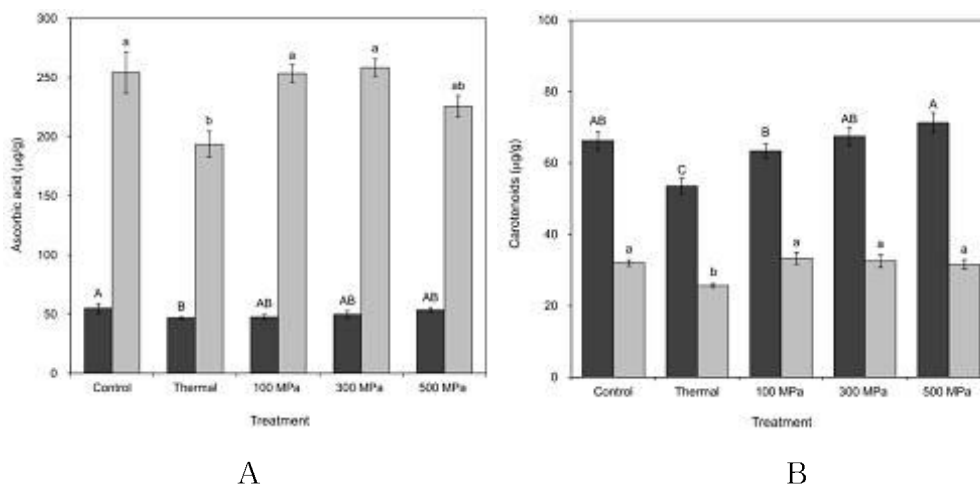 300
250
200
150
100
50
0
Ascorbic acid (μg/g)
a
b
a
a
ab
A
B
AB
AB
AB
Control Thermal 100 MPa 300 MPa 500 MPa
Treatment
A
100
80
60
40
20
0
Carotenoids (μg/g)
AB
C
B
AB
A
a
b
a
a
a
Control Thermal 100 MPa 300 MPa 500 MPa
Treatment
B